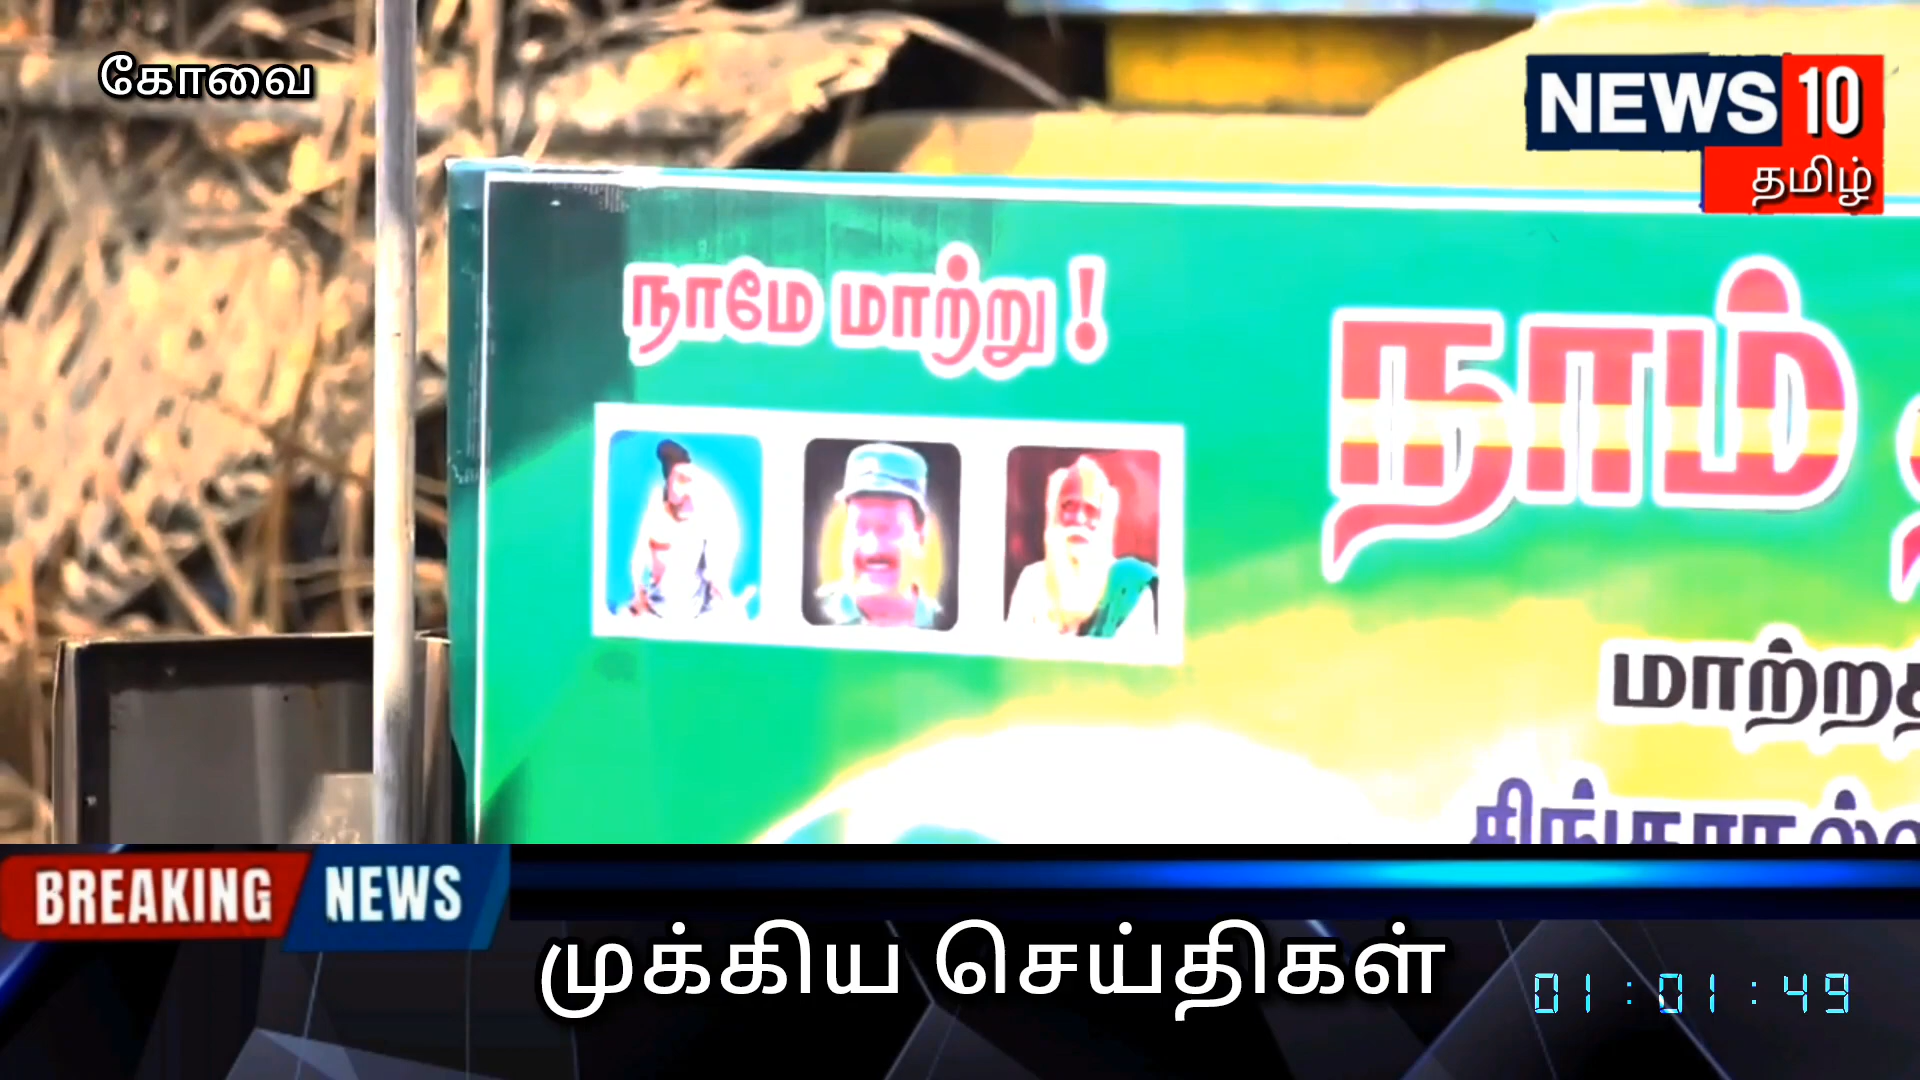 கோவை
NEWS 10
தமிழ்
நாமே மாற்று !
நாம்
BREAKING NEWS
முக்கிய செய்திகள்
01:01:49